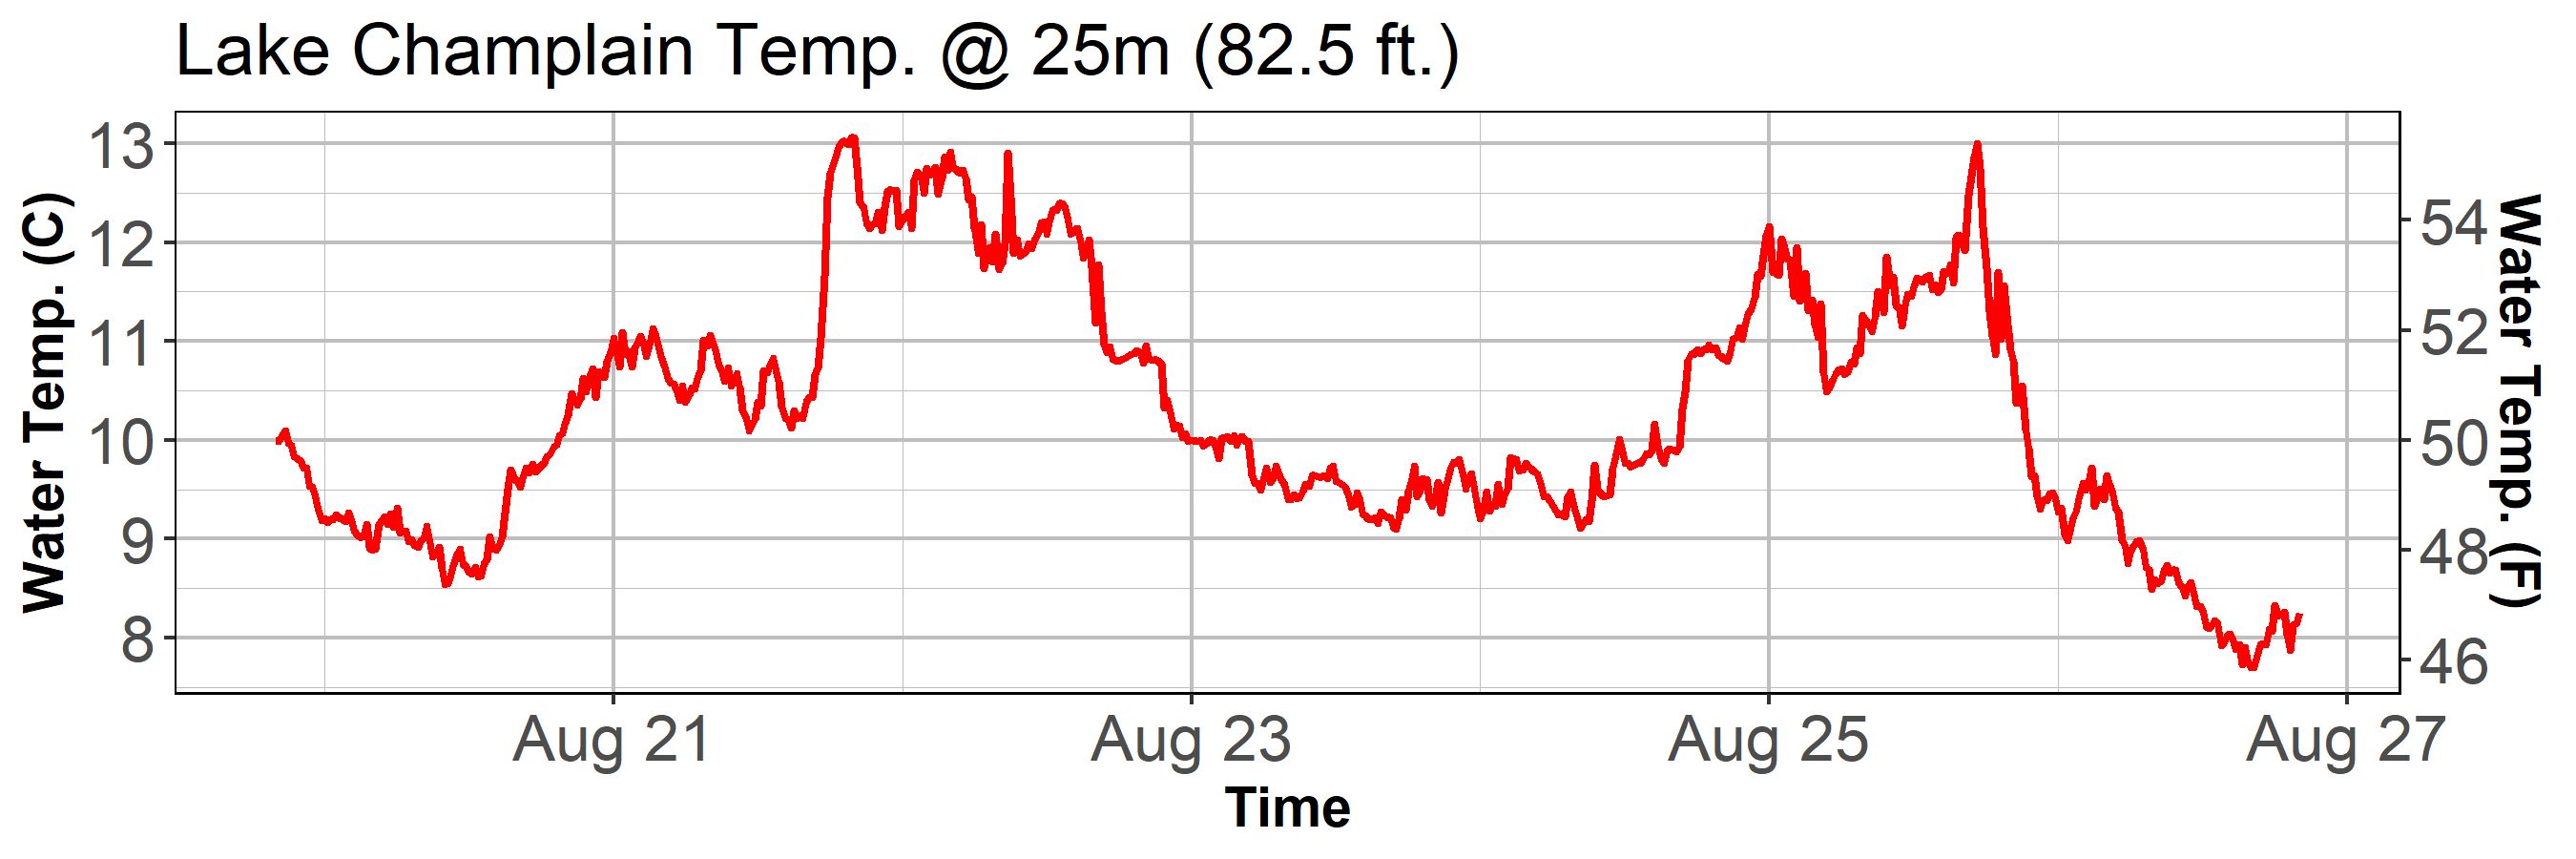 Lake Champlain Temp. @ 25m (82.5 ft.)
Water Temp. (C)
13
12
11
10
9
8
54
52
50
48
46
Water Temp. (F)
Aug 21 Aug 23 Aug 25 Aug 27
Time